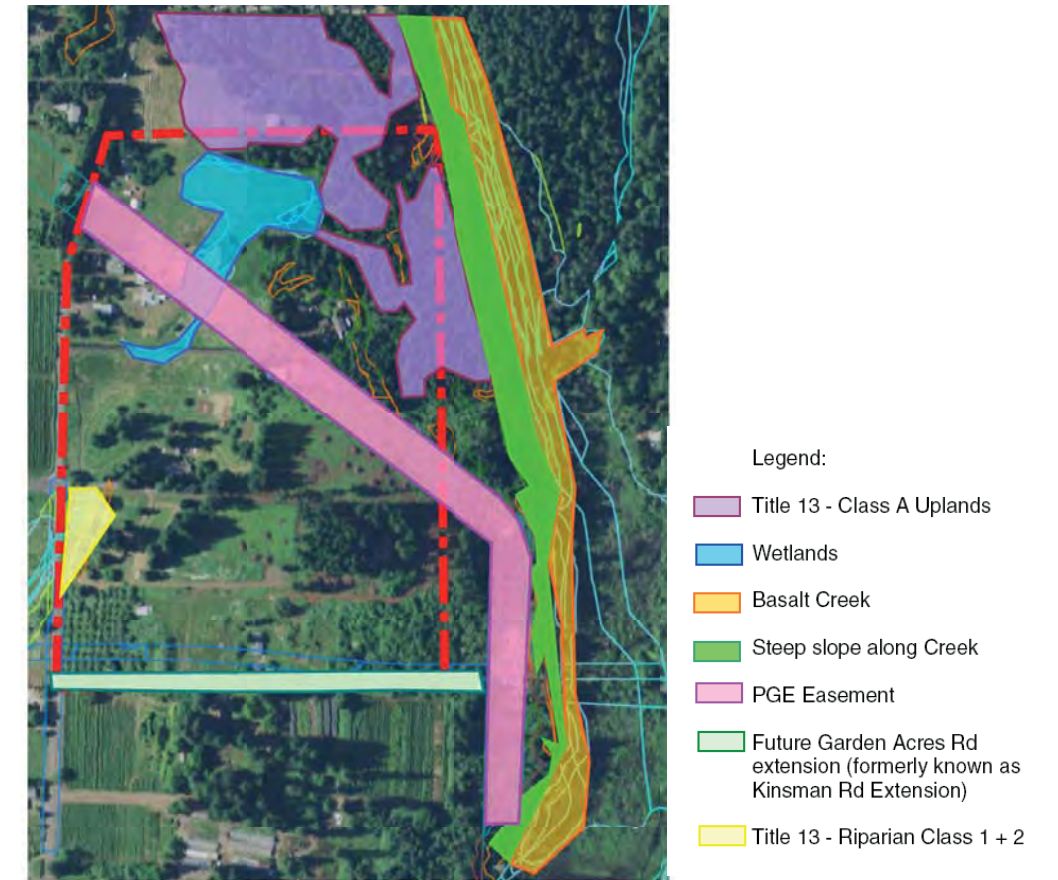 Legend:
Title 13 - Class A Uplands
Wetlands
Basalt Creek
Steep slope along Creek
PGE Easement
Future Garden Acres Rd
extension (formerly known as
Kinsman Rd Extension)
Title 13 - Riparian Class 1 + 2